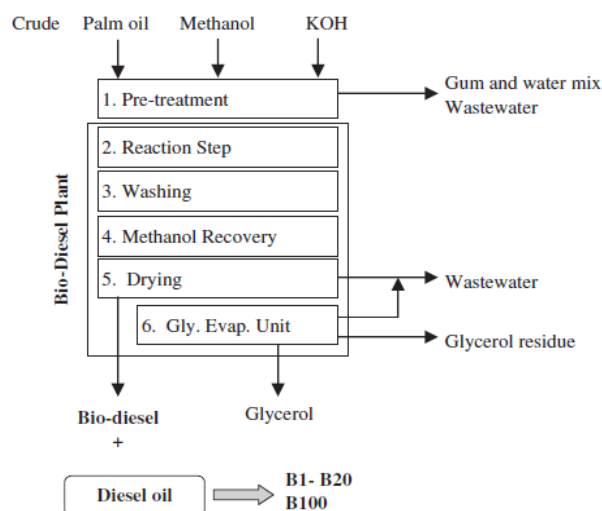 Crude Palm oil Methanol KOH
1. Pre-treatment
Gum and water mix
Wastewater
Bio-Diesel Plant
2. Reaction Step
3. Washing
4. Methanol Recovery
5. Drying
Wastewater
6. Gly. Evap. Unit
Glycerol residue
Bio-diesel
+
Glycerol
Diesel oil
B1- B20
B100